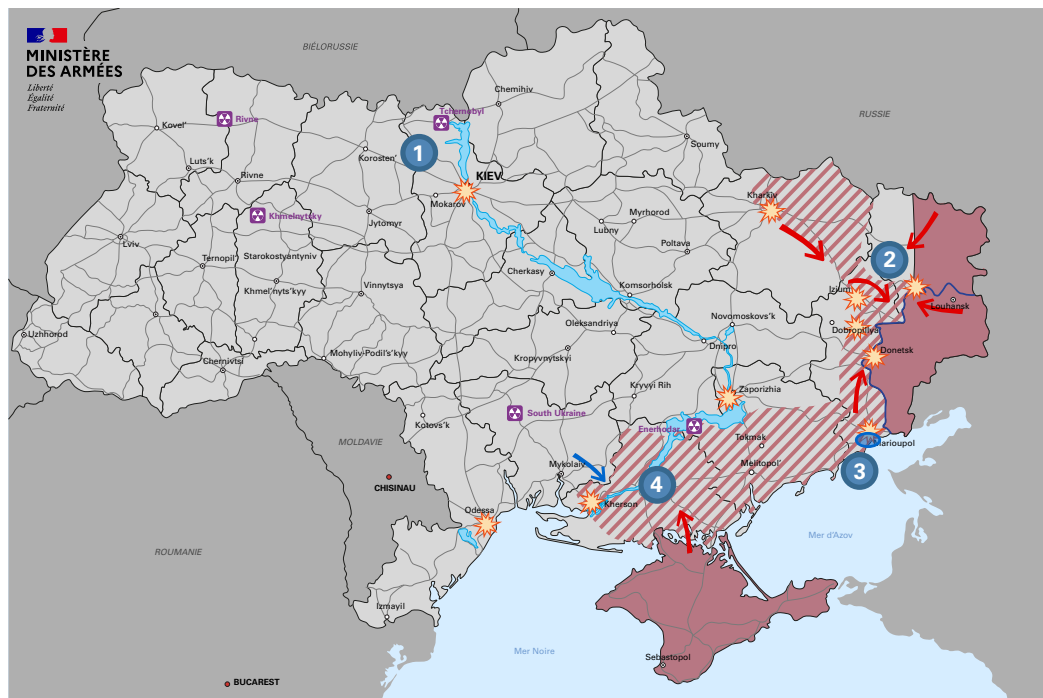 MINISTÈRE
DES ARMÉES
Liberté
Égalité
Fraternité
BIÉLORUSSIE
RUSSIE
Chernihiv
Tchernobyl
Rivne
Kovel'
Soumy
1
Korosten'
Luts'k
Rivne
KIEV
Mokarov
Kharkiv
Khmelnytsky
Jytomyr
Myrhorod
Lubny
Lviv
Starokostyantyniv
Ternopil'
Poltava
2
Khmel'nyts'kyy
Vinnytsya
Cherkasy
Komsorholsk
Izium
Louhansk
Uzhhorod
Oleksandriya
Novomoskovs'k
Dobropillya
Chernivtsi
Mohyliv-Podil's'kyy
Kropyvnytskyi
Dnipro
Donetsk
Kryvyi Rih
Zaporizhia
Kotovs'k
South Ukraine
Enerhodar
Tokmak
Marioupol
MOLDAVIE
Mykolaiv
Melitopol'
3
CHISINAU
4
Kherson
Odessa
Mer d'Azov
ROUMANIE
Izmayil
Mer Noire
Sebastopol
BUCAREST